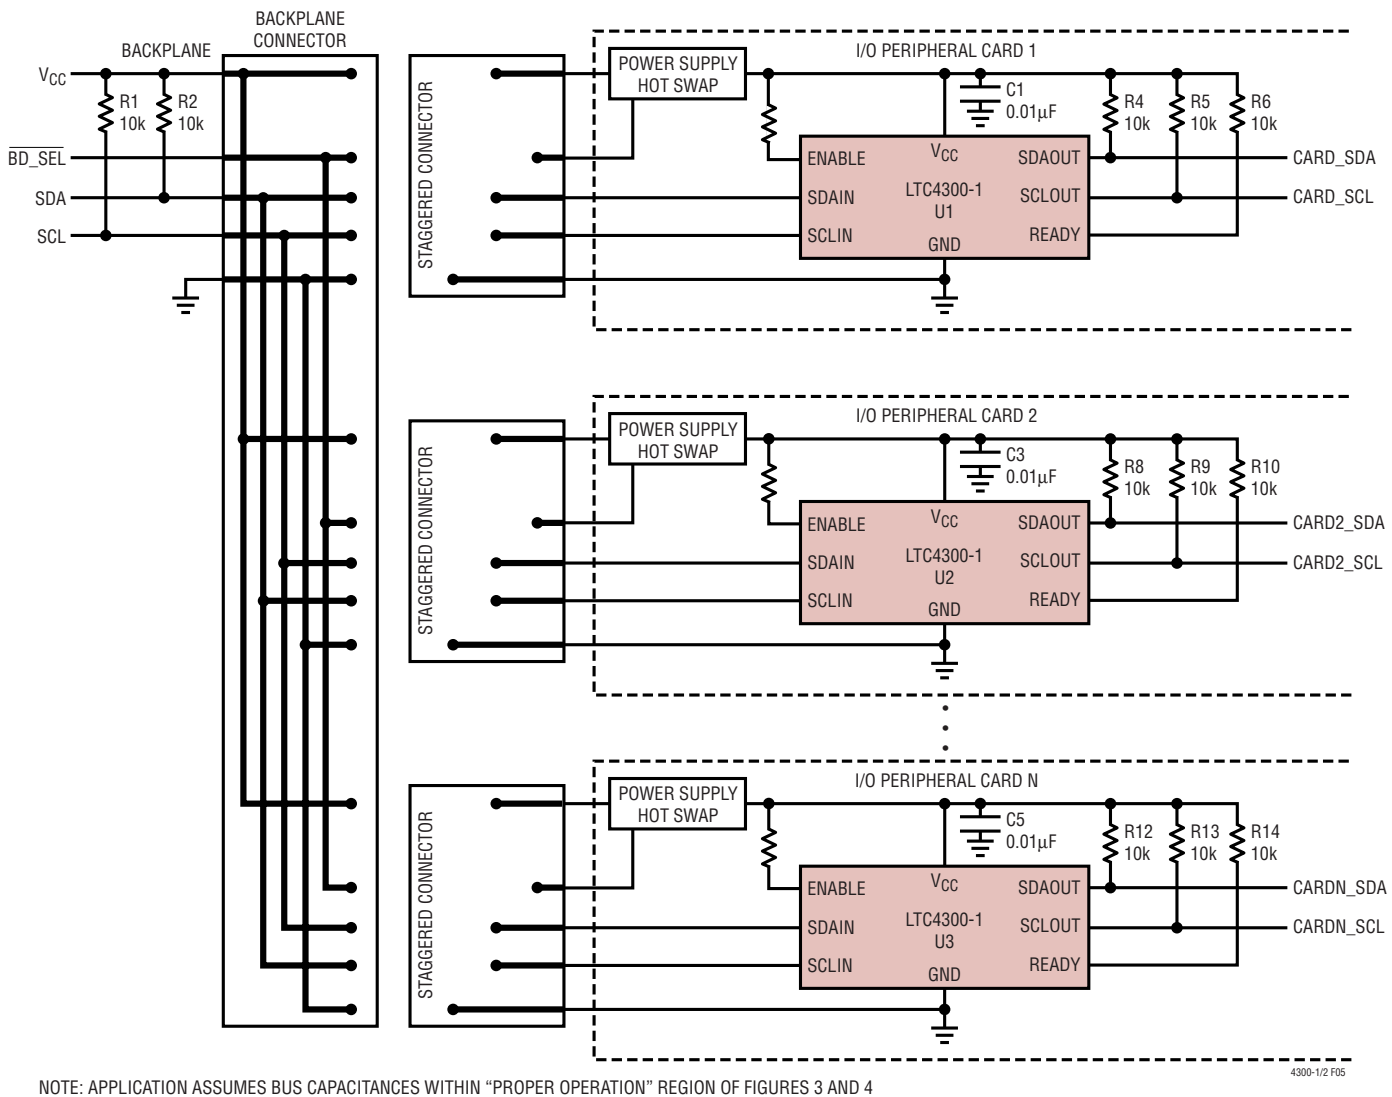 BACKPLANE
CONNECTOR
BACKPLANE
VCC
R1
10k
R2
10k
BD_SEL
SDA
SCL
STAGGERED CONNECTOR
I/O PERIPHERAL CARD 1
POWER SUPPLY
HOT SWAP
C1
0.01µF
R4
10k
R5
10k
R6
10k
ENABLE
VCC
SDAOUT
CARD_SDA
SDAIN
LTC4300-1
U1
SCLOUT
CARD_SCL
SCLIN
GND
READY
STAGGERED CONNECTOR
I/O PERIPHERAL CARD 2
POWER SUPPLY
HOT SWAP
C3
0.01µF
R8
10k
R9
10k
R10
10k
ENABLE
VCC
SDAOUT
CARD2_SDA
SDAIN
LTC4300-1
U2
SCLOUT
CARD2_SCL
SCLIN
GND
READY
STAGGERED CONNECTOR
I/O PERIPHERAL CARD N
POWER SUPPLY
HOT SWAP
C5
0.01µF
R12
10k
R13
10k
R14
10k
ENABLE
VCC
SDAOUT
CARDN_SDA
SDAIN
LTC4300-1
U3
SCLOUT
CARDN_SCL
SCLIN
GND
READY
4300-1/2 F05
NOTE: APPLICATION ASSUMES BUS CAPACITANCES WITHIN “PROPER OPERATION” REGION OF FIGURES 3 AND 4